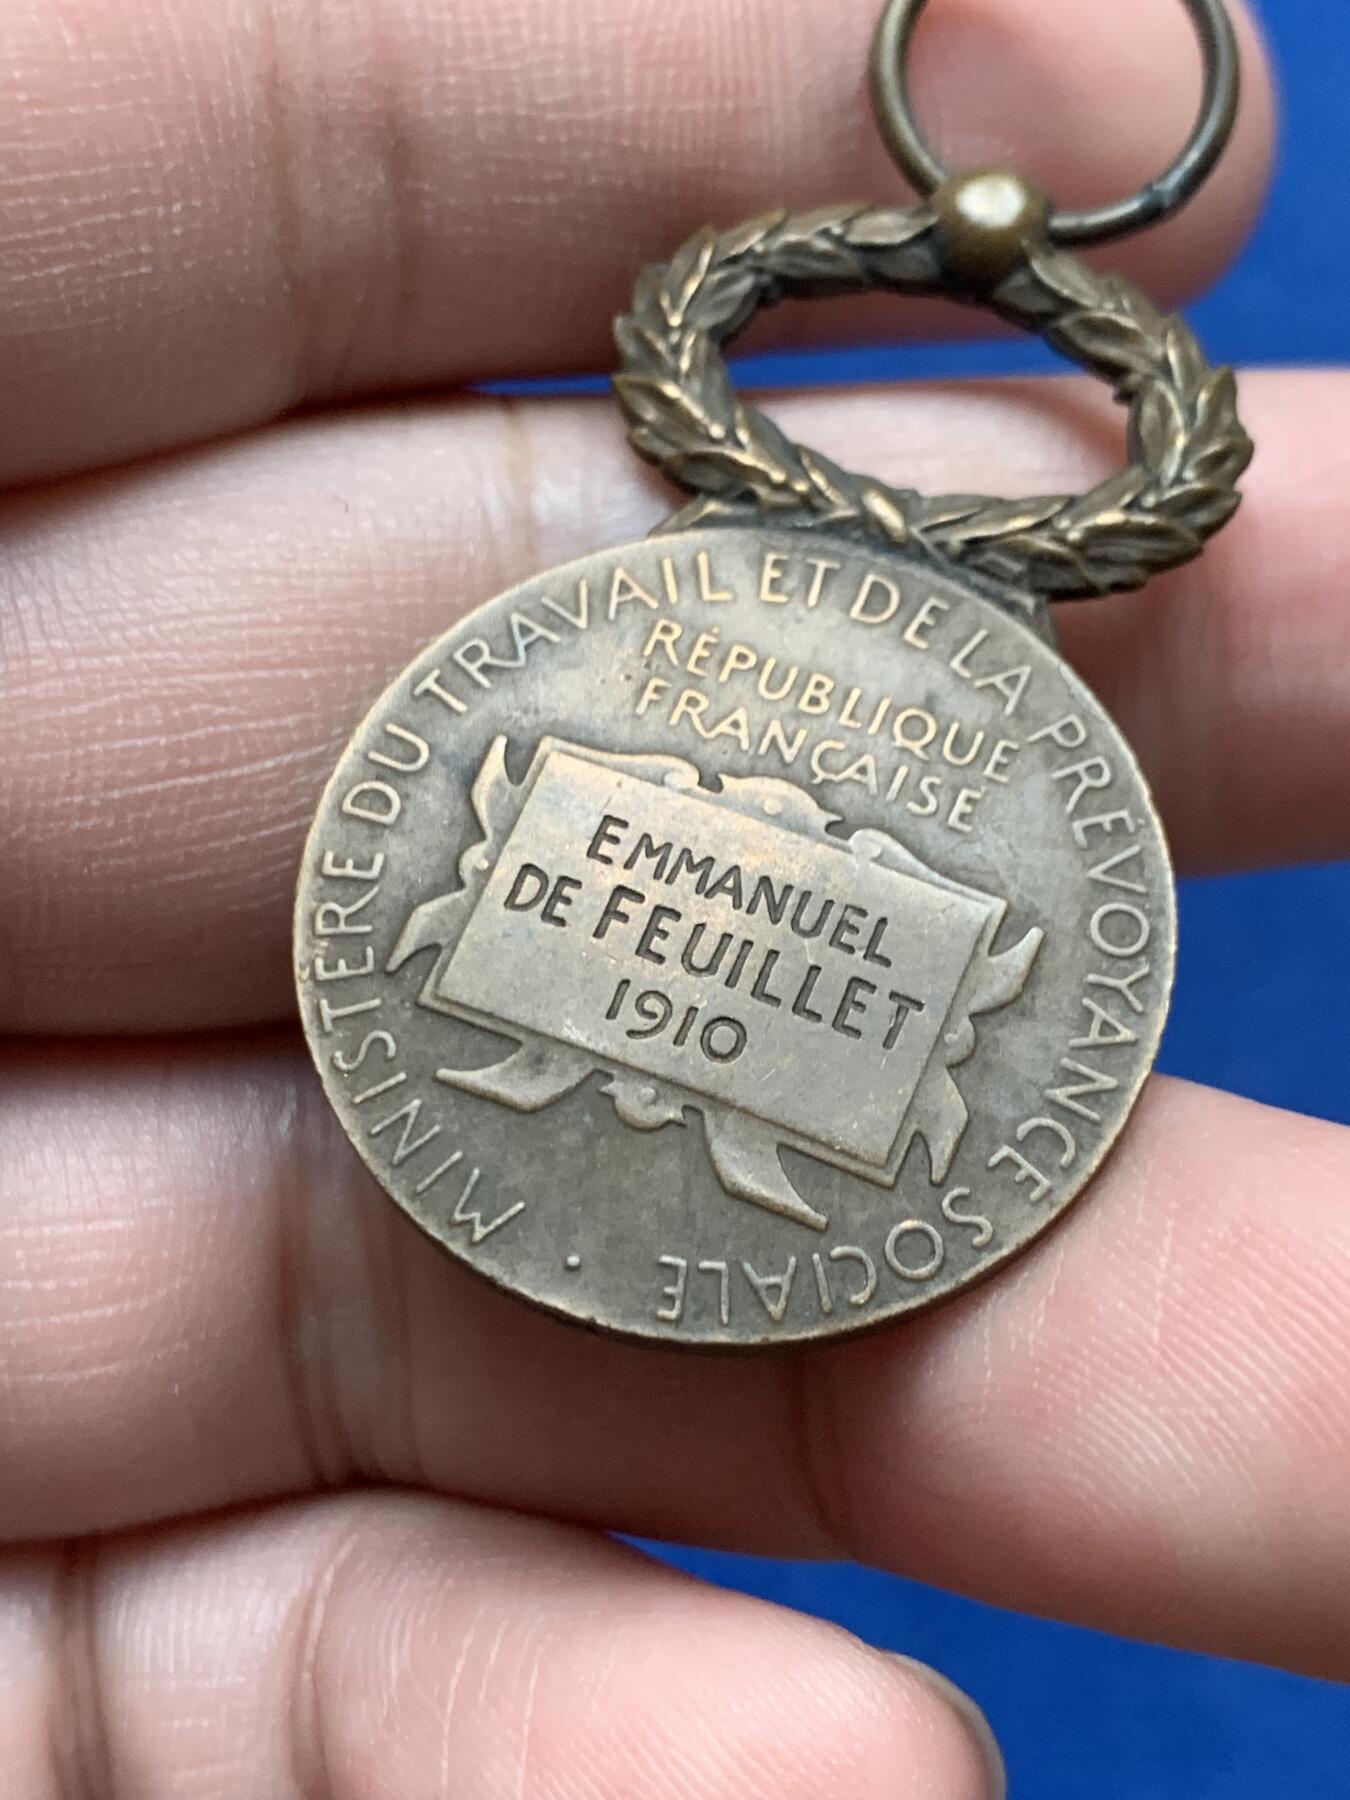 MINISTÈRE DU TRAVAIL ET DE LA PRÉVOYANCE SOCIALE ·
RÉPUBLIQUE
FRANÇAISE
EMMANUEL
DE FEUILLET
1910